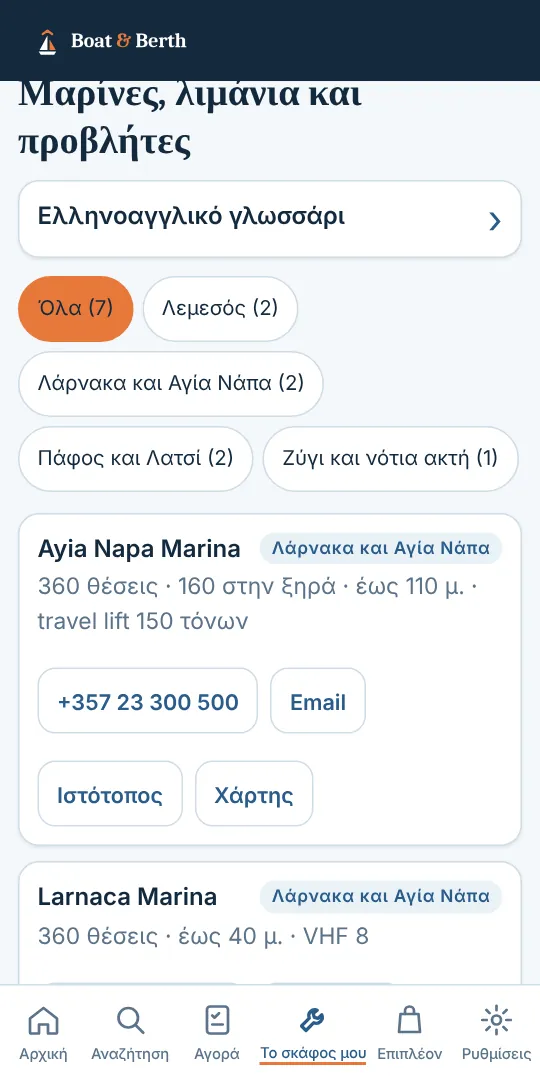 Boat & Berth
Μαρίνες, λιμάνια και
προβλήτες
Ελληνοαγγλικό γλωσσάρι
Όλα (7)
Λεμεσός (2)
Λάρνακα και Αγία Νάπα (2)
Πάφος και Λατσί (2)
Ζύγι και νότια ακτή (1)
Ayia Napa Marina
Λάρνακα και Αγία Νάπα
360 θέσεις · 160 στην ξηρά · έως 110 μ. ·
travel lift 150 τόνων
+357 23 300 500
Email
Ιστότοπος
Χάρτης
Larnaca Marina
Λάρνακα και Αγία Νάπα
360 θέσεις · έως 40 μ. · VHF 8
Αρχική
Αναζήτηση
Αγορά
Το σκάφος μου
Επιπλέον
Ρυθμίσεις